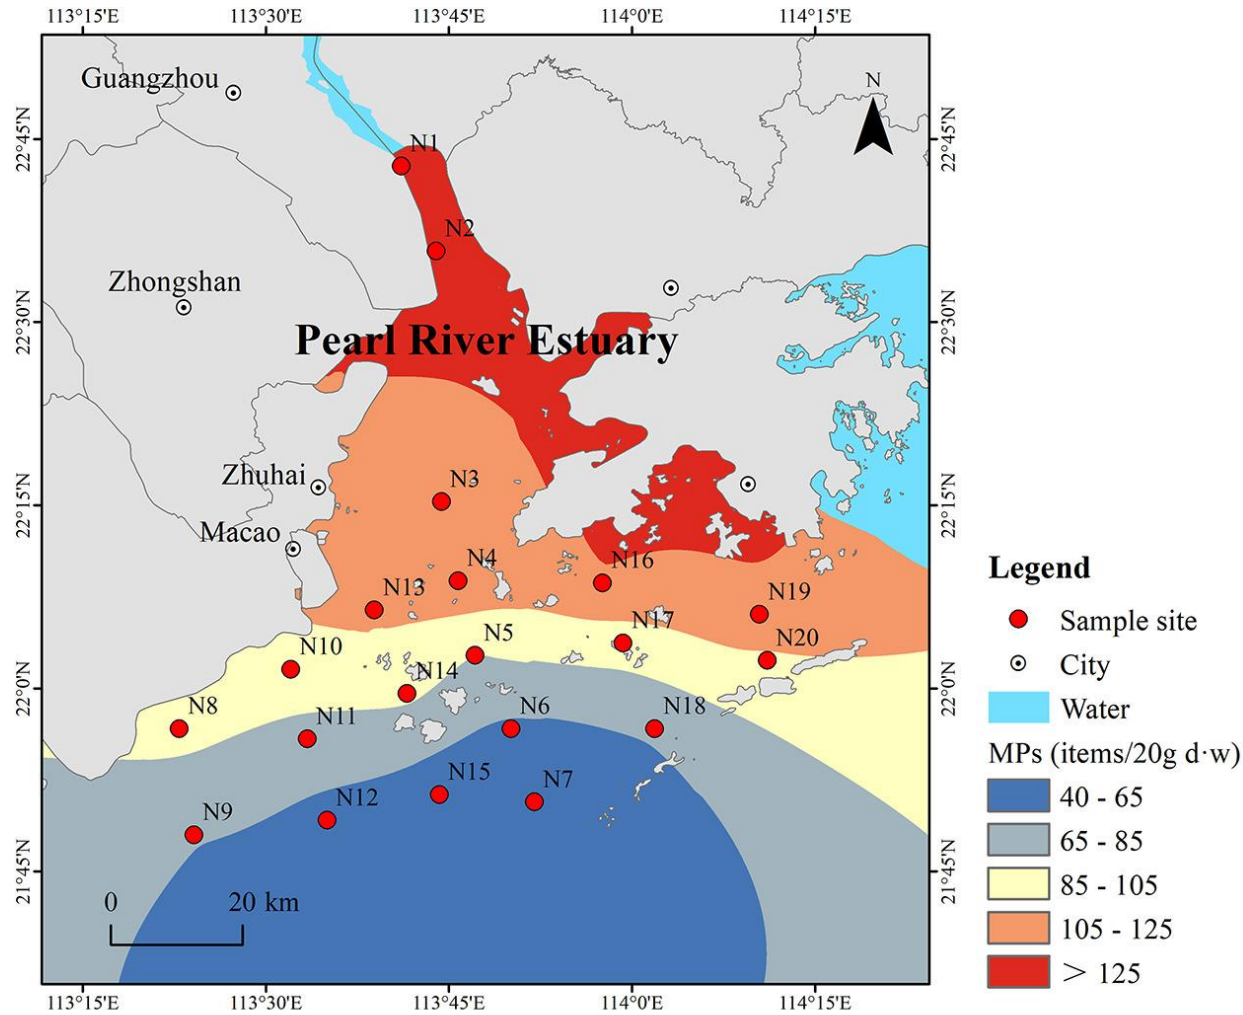 113°15'E 113°30'E 113°45'E 114°0'E 114°15'E
Guangzhou
N
22°45'N 22°45'N
N1
N2
Zhongshan
22°30'N 22°30'N
Pearl River Estuary
Zhuhai
N3
22°15'N 22°15'N
Macao
N4 N16
N13 N19
N5 N17
N10 N20
N14
22°0'N 22°0'N
N8 N11 N6 N18
N15 N7
N12
N9
21°45'N 21°45'N
0 20 km
113°15'E 113°30'E 113°45'E 114°0'E 114°15'E
Legend
Sample site
City
Water
MPs (items/20g d·w)
40 - 65
65 - 85
85 - 105
105 - 125
> 125